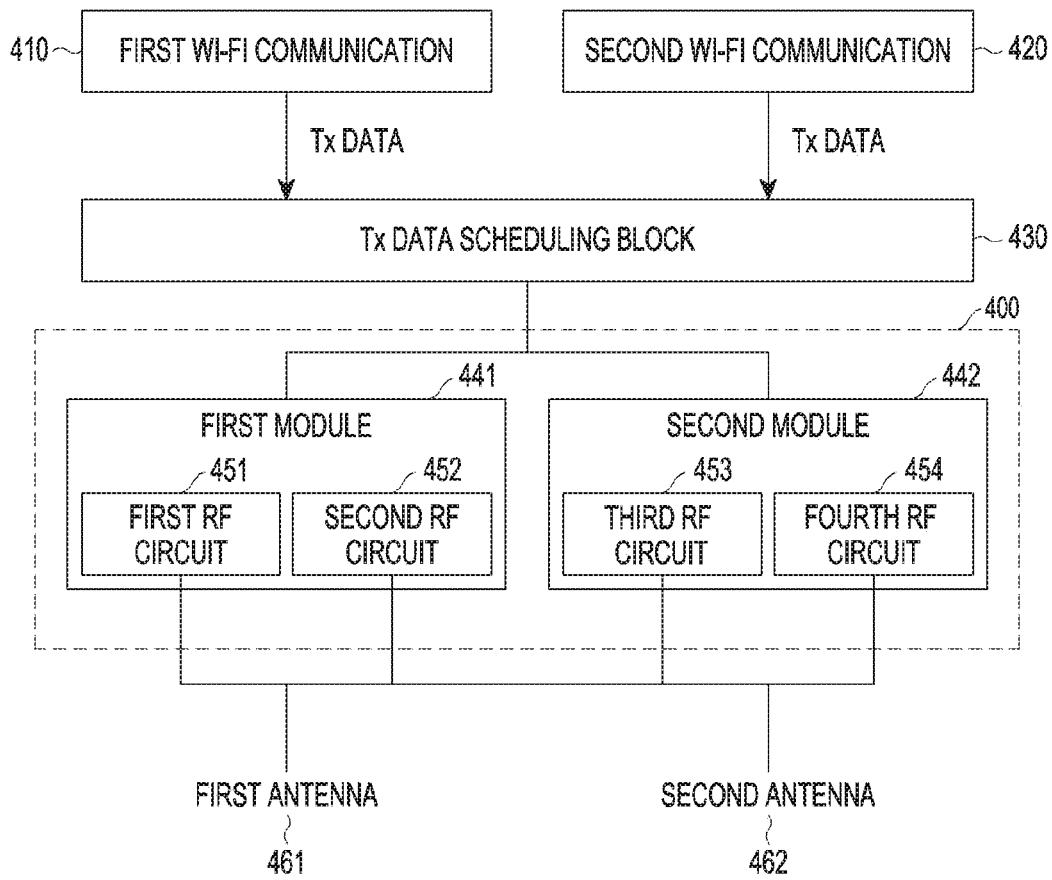 410
FIRST WI-FI COMMUNICATION
SECOND WI-FI COMMUNICATION
420
Tx DATA
Tx DATA
Tx DATA SCHEDULING BLOCK
430
400
441
442
FIRST MODULE
SECOND MODULE
451
452
453
454
FIRST RF
CIRCUIT
SECOND RF
CIRCUIT
THIRD RF
CIRCUIT
FOURTH RF
CIRCUIT
FIRST ANTENNA
SECOND ANTENNA
461
462